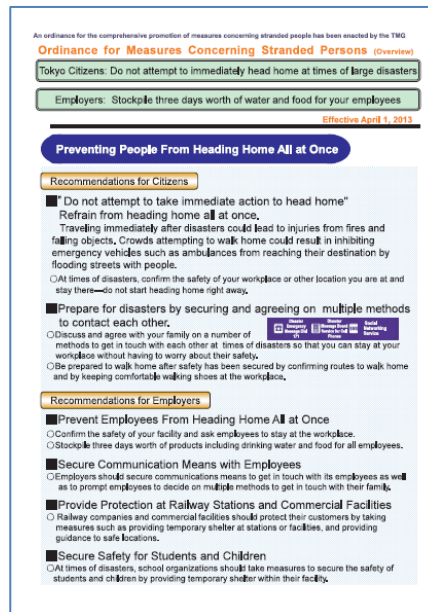 An ordinance for the comprehensive promotion of measures concerning stranded people has been enacted by the TMG
Ordinance for Measures Concerning Stranded Persons (Overview)
Tokyo Citizens: Do not attempt to immediately head home at times of large disasters
Employers: Stockpile three days worth of water and food for your employees
Effective April 1, 2013
Preventing People From Heading Home All at Once
Recommendations for Citizens
■"Do not attempt to take immediate action to head home"
Refrain from heading home all at once.
Traveling immediately after disasters could lead to injuries from fires and
falling objects. Crowds attempting to walk home could result in inhibiting
emergency vehicles such as ambulances from reaching their destination by
flooding streets with people.
○At times of disasters, confirm the safety of your workplace or other location you are at and
stay there—do not start heading home right away.
■Prepare for disasters by securing and agreeing on multiple methods
to contact each other.
Disaster Emergency Message Dial (171)
Disaster Message Board Service for Cell Phones
Social Networking Service
○Discuss and agree with your family on a number of
methods to get in touch with each other at times of disasters so that you can stay at your
workplace without having to worry about their safety.
○Be prepared to walk home after safety has been secured by confirming routes to walk home
and by keeping comfortable walking shoes at the workplace.
Recommendations for Employers
■Prevent Employees From Heading Home All at Once
○Confirm the safety of your facility and ask employees to stay at the workplace.
○Stockpile three days worth of products including drinking water and food for all employees.
■Secure Communication Means with Employees
○Employers should secure communications means to get in touch with its employees as well
as to prompt employees to decide on multiple methods to get in touch with their family.
■Provide Protection at Railway Stations and Commercial Facilities
○ Railway companies and commercial facilities should protect their customers by taking
measures such as providing temporary shelter at stations or facilities, and providing
guidance to safe locations.
■Secure Safety for Students and Children
○At times of disasters, school organizations should take measures to secure the safety of
students and children by providing temporary shelter within their facility.